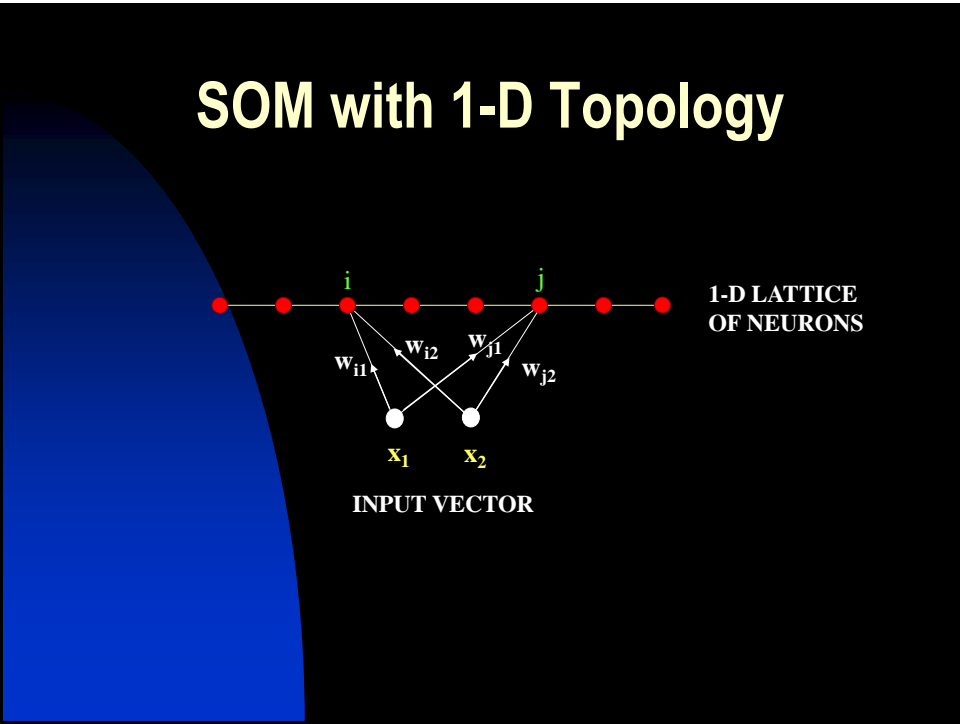 SOM with 1-D Topology
i j
1-D LATTICE
OF NEURONS
w_i1 w_i2 w_j1 w_j2
x_1 x_2
INPUT VECTOR